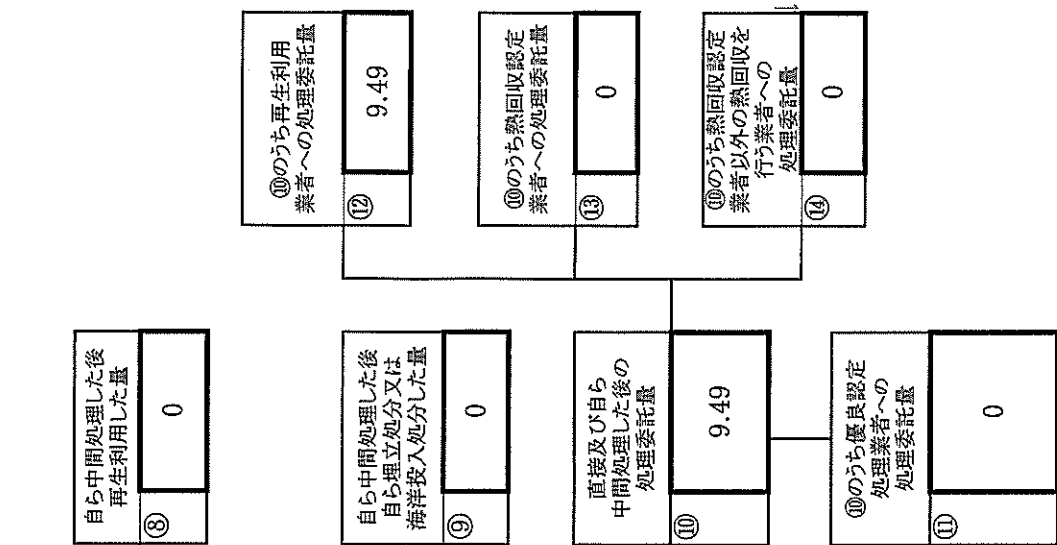 自ら中間処理した後
再生利用した量
⑧
0
自ら中間処理した後
自ら埋立処分又は
海洋投入処分した量
⑨
0
直接及び自ら
中間処理した後の
処理委託量
⑩
9.49
⑩のうち優良認定
処理業者への
処理委託量
⑪
0
⑩のうち再生利用
業者への処理委託量
⑫
9.49
⑩のうち熱回収認定
業者への処理委託量
⑬
0
⑩のうち熱回収認定
業者以外の熱回収を
行う業者への
処理委託量
⑭
0